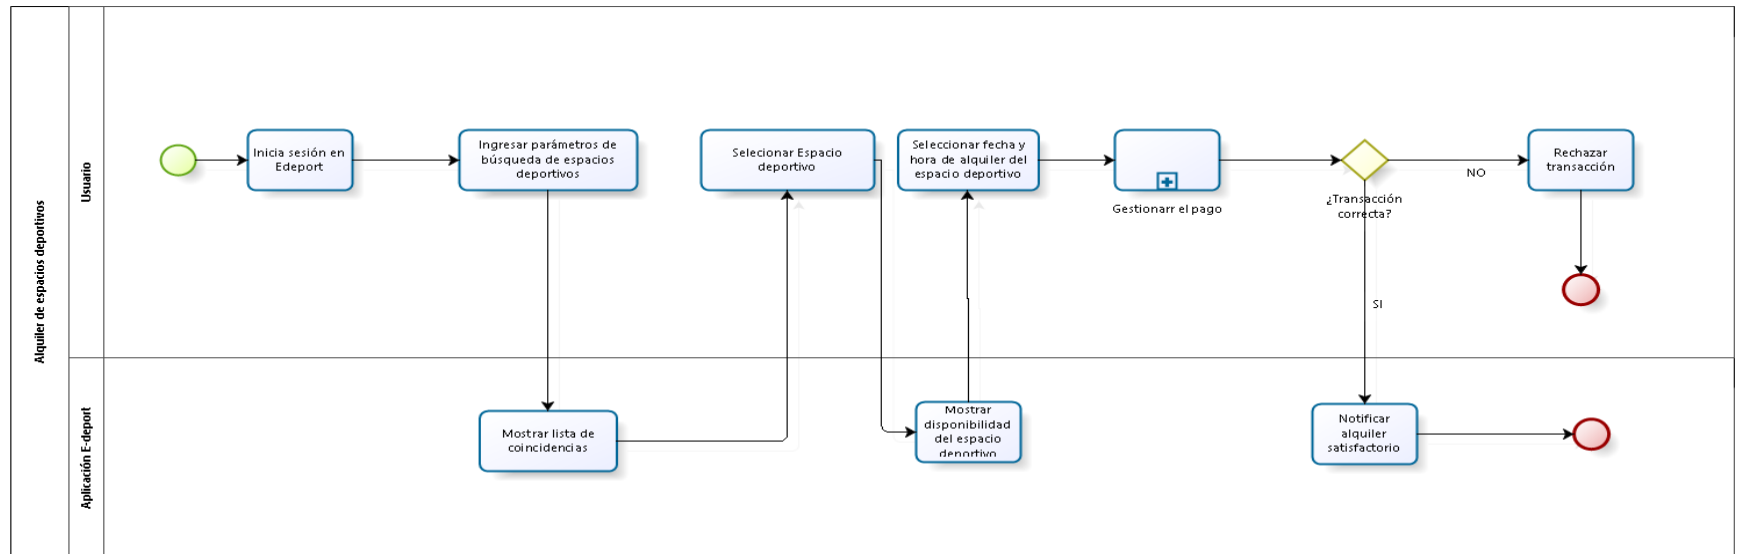 Alquiler de espacios deportivos
Usuario
Inicia sesión en
Edeport
Ingresar parámetros de
búsqueda de espacios
deportivos
Selecionar Espacio
deportivo
Seleccionar fecha y
hora de alquiler del
espacio deportivo
Gestionarr el pago
¿Transacción
correcta?
NO
Rechazar
transacción
SI
Aplicación E-deport
Mostrar lista de
coincidencias
Mostrar
disponibilidad
del espacio
deportivo
Notificar
alquiler
satisfactorio